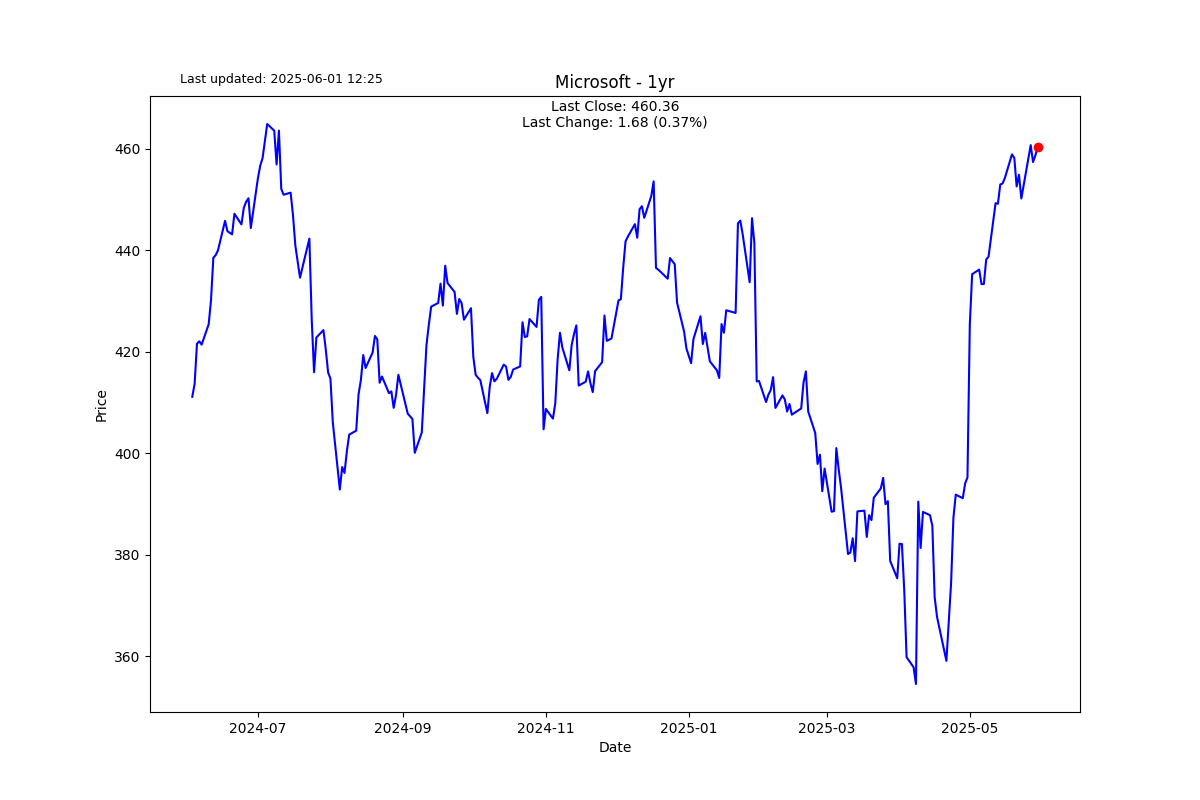 Last updated: 2025-06-01 12:25
Microsoft - 1yr
Last Close: 460.36
Last Change: 1.68 (0.37%)
460
440
420
400
380
360
Price
2024-07
2024-09
2024-11
2025-01
2025-03
2025-05
Date